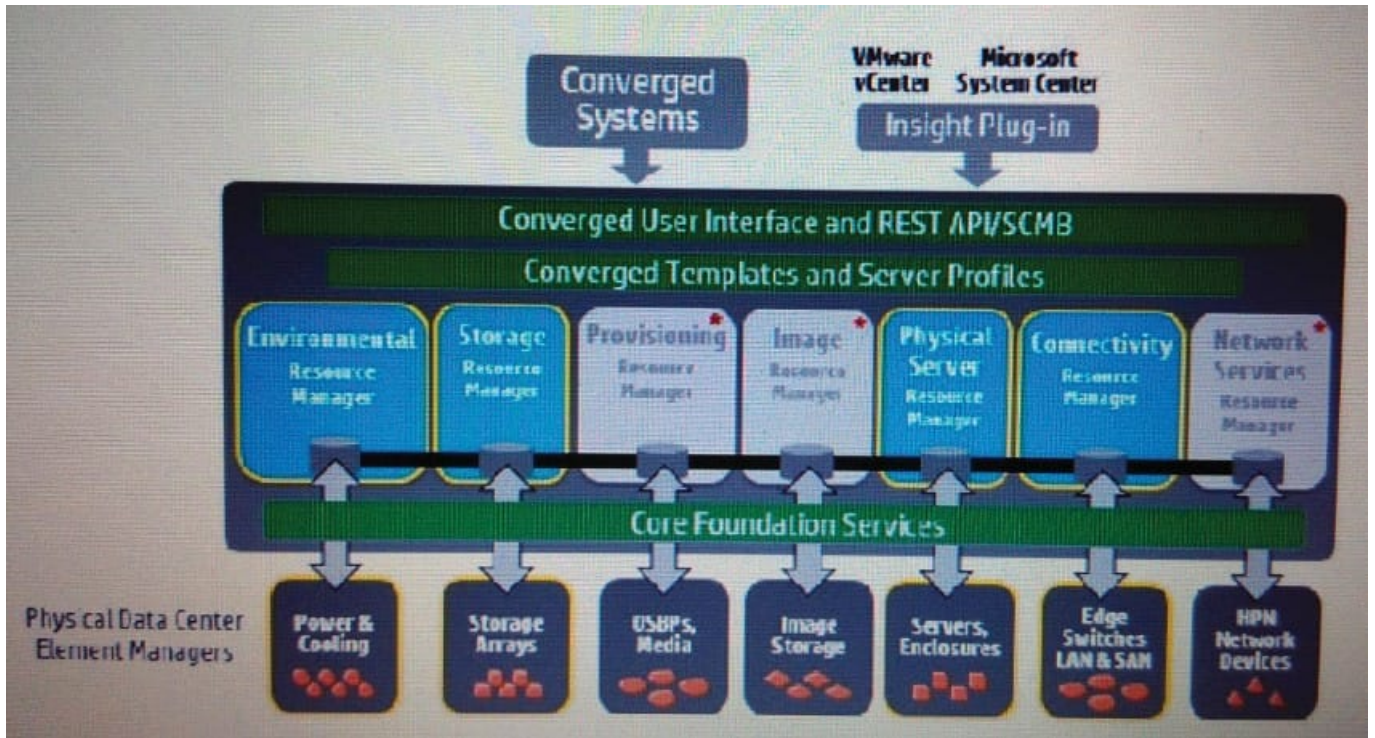 Converged
Systems
VMware
vCenter
Microsoft
System Center
Insight Plug-in
Converged User Interface and REST API/SCMB
Converged Templates and Server Profiles
Environmental
Resource
Manager
Storage
Resource
Manager
Provisioning *
Resource
Manager
Image *
Resource
Manager
Physical
Server
Resource
Manager
Connectivity
Resource
Manager
Network *
Services
Resource
Manager
Core Foundation Services
Physical Data Center
Element Managers
Power &
Cooling
Storage
Arrays
OSBPs,
Media
Image
Storage
Servers,
Enclosures
Edge
Switches
LAN & SAN
HPN
Network
Devices